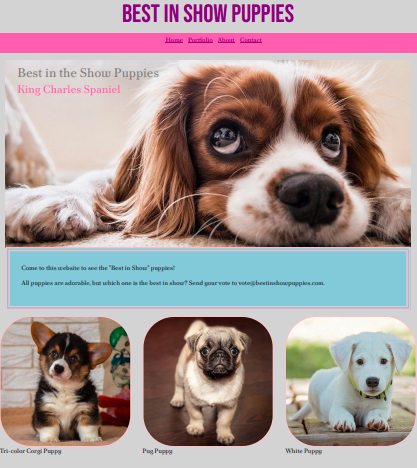 BEST IN SHOW PUPPIES
Home Portfolio About Contact
Best in the Show Puppies
King Charles Spaniel
Come to this website to see the "Best in Show" puppies!
All puppies are adorable, but which one is the best in show? Send your vote to vote@bestinshowpuppies.com.
Tri-color Corgi Puppy
Pug Puppy
White Puppy